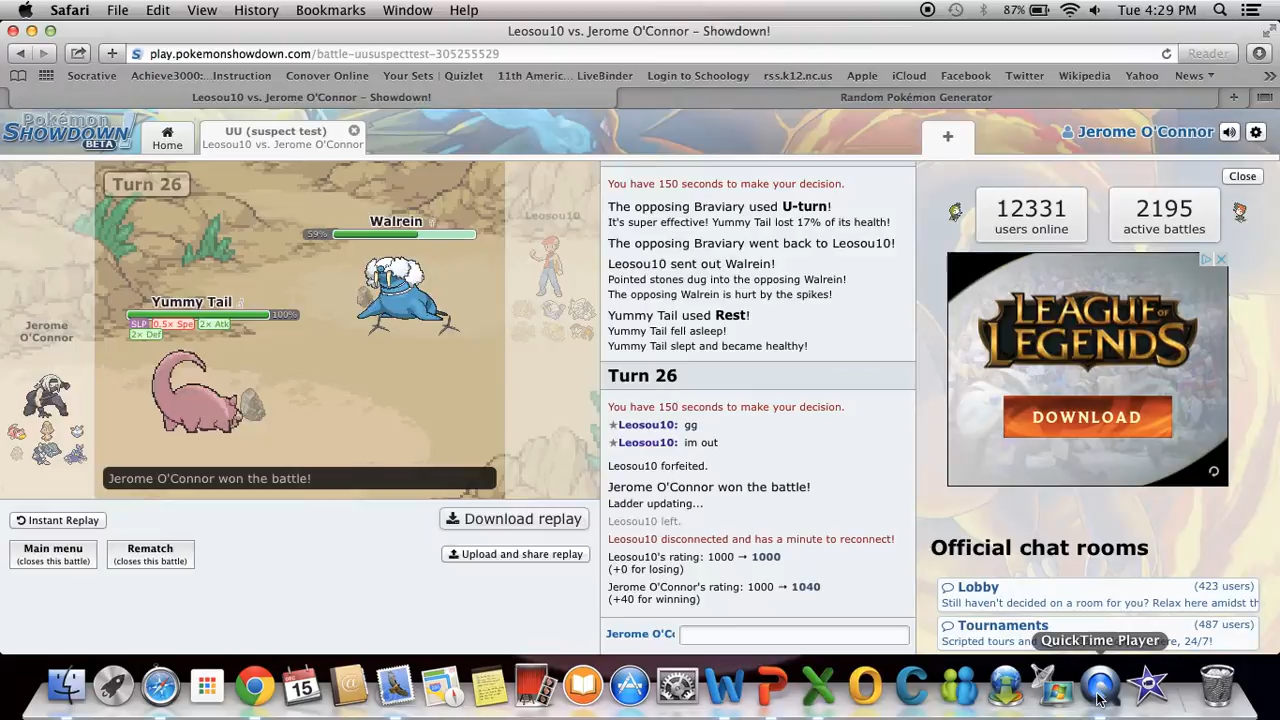 Safari File Edit View History Bookmarks Window Help 87% Tue 4:29 PM
Leosou10 vs. Jerome O'Connor – Showdown!
play.pokemonshowdown.com/battle-uususpecttest-305255529 Reader
Socrative Achieve3000:...Instruction Conover Online Your Sets | Quizlet 11th Americ...LiveBinder Login to Schoology rss.k12.nc.us Apple iCloud Facebook Twitter Wikipedia Yahoo News
Leosou10 vs. Jerome O'Connor – Showdown! Random Pokémon Generator
Pokémon
SHOWDOWN!
BETA
Home
UU (suspect test)
Leosou10 vs. Jerome O'Connor
+
Jerome O'Connor
Turn 26
Walrein
59%
Yummy Tail
100%
SLP 0.5× Spe 2× Atk
2× Def
Jerome
O'Connor
Leosou10
Jerome O'Connor won the battle!
Instant Replay
Download replay
Main menu
(closes this battle)
Rematch
(closes this battle)
Upload and share replay
You have 150 seconds to make your decision.
The opposing Braviary used U-turn!
It's super effective! Yummy Tail lost 17% of its health!
The opposing Braviary went back to Leosou10!
Leosou10 sent out Walrein!
Pointed stones dug into the opposing Walrein!
The opposing Walrein is hurt by the spikes!
Yummy Tail used Rest!
Yummy Tail fell asleep!
Yummy Tail slept and became healthy!
Turn 26
You have 150 seconds to make your decision.
★Leosou10: gg
★Leosou10: im out
Leosou10 forfeited.
Jerome O'Connor won the battle!
Ladder updating...
Leosou10 left.
Leosou10 disconnected and has a minute to reconnect!
Leosou10's rating: 1000 → 1000
(+0 for losing)
Jerome O'Connor's rating: 1000 → 1040
(+40 for winning)
Jerome O'C
Close
12331
users online
2195
active battles
LEAGUE
OF
LEGENDS
DOWNLOAD
Official chat rooms
Lobby (423 users)
Still haven't decided on a room for you? Relax here amidst th
Tournaments (487 users)
Scripted tours an re, 24/7!
QuickTime Player
DEC
15